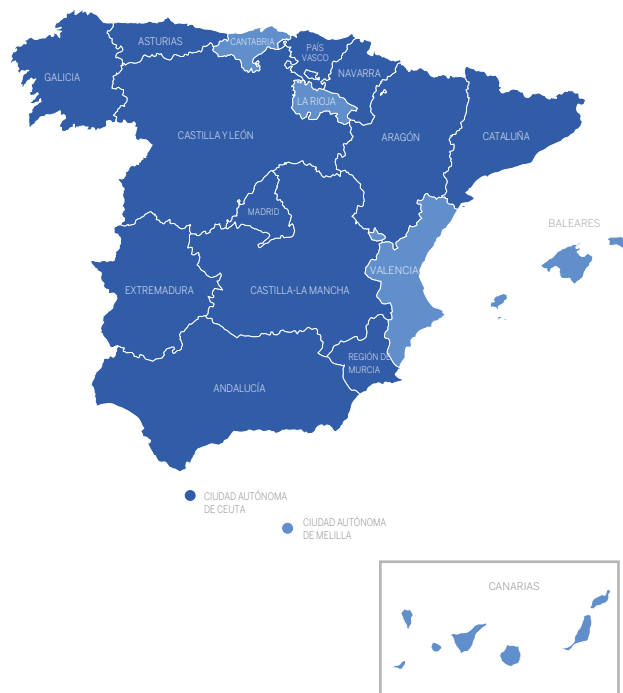 CANTABRIA
ASTURIAS
PAÍS
VASCO
NAVARRA
GALICIA
LA RIOJA
CASTILLA Y LEÓN
ARAGÓN
CATALUÑA
MADRID
BALEARES
VALENCIA
EXTREMADURA
CASTILLA-LA MANCHA
REGIÓN DE
MURCIA
ANDALUCÍA
CIUDAD AUTÓNOMA
DE CEUTA
CIUDAD AUTÓNOMA
DE MELILLA
CANARIAS